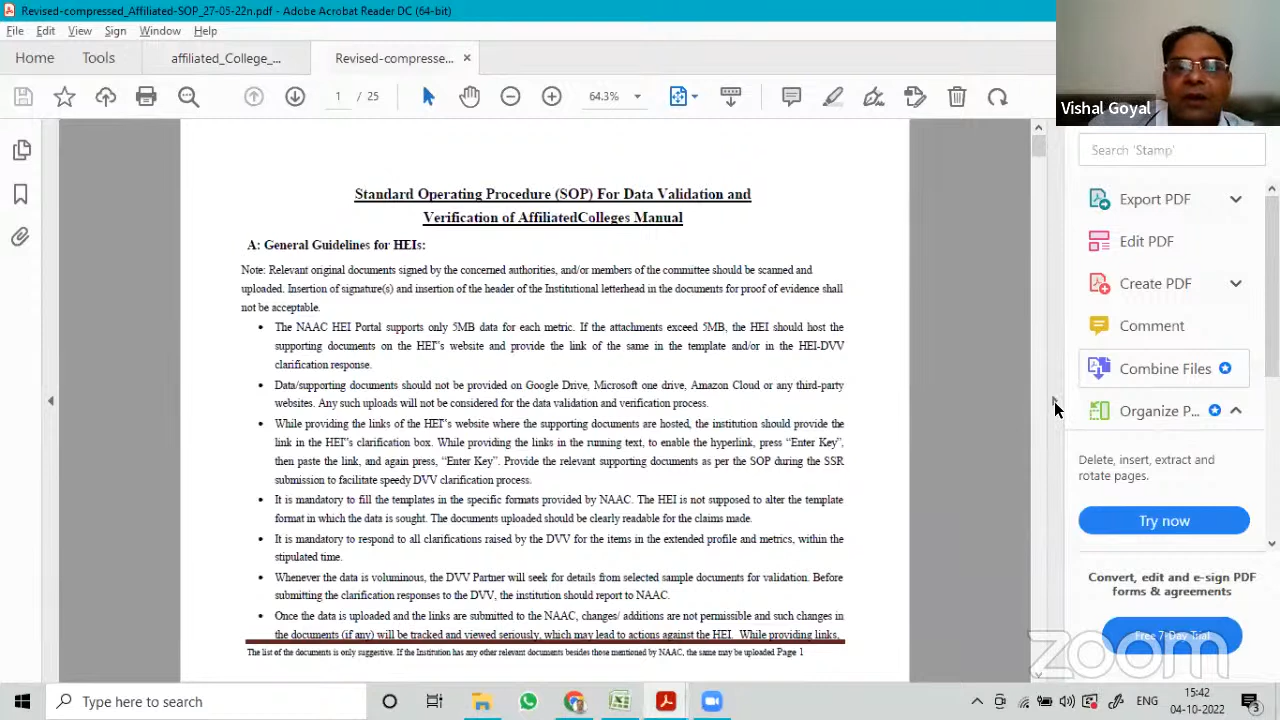 Revised-compressed_Affiliated-SOP_27-05-22n.pdf - Adobe Acrobat Reader DC (64-bit)
File Edit View Sign Window Help
Home Tools affiliated_College_... Revised-compresse... ×
1 / 25 64.3%
Vishal Goyal
Search 'Stamp'
Export PDF
Edit PDF
Create PDF
Comment
Combine Files
Organize P...
Delete, insert, extract and
rotate pages.
Try now
Convert, edit and e-sign PDF
forms & agreements
Free 7-Day Trial
zoom
Standard Operating Procedure (SOP) For Data Validation and
Verification of AffiliatedColleges Manual
A: General Guidelines for HEIs:
Note: Relevant original documents signed by the concerned authorities, and/or members of the committee should be scanned and
uploaded. Insertion of signature(s) and insertion of the header of the Institutional letterhead in the documents for proof of evidence shall
not be acceptable.
• The NAAC HEI Portal supports only 5MB data for each metric. If the attachments exceed 5MB, the HEI should host the
supporting documents on the HEI"s website and provide the link of the same in the template and/or in the HEI-DVV
clarification response.
• Data/supporting documents should not be provided on Google Drive, Microsoft one drive, Amazon Cloud or any third-party
websites. Any such uploads will not be considered for the data validation and verification process.
• While providing the links of the HEI"s website where the supporting documents are hosted, the institution should provide the
link in the HEI"s clarification box. While providing the links in the running text, to enable the hyperlink, press “Enter Key”,
then paste the link, and again press, “Enter Key”. Provide the relevant supporting documents as per the SOP during the SSR
submission to facilitate speedy DVV clarification process.
• It is mandatory to fill the templates in the specific formats provided by NAAC. The HEI is not supposed to alter the template
format in which the data is sought. The documents uploaded should be clearly readable for the claims made.
• It is mandatory to respond to all clarifications raised by the DVV for the items in the extended profile and metrics, within the
stipulated time.
• Whenever the data is voluminous, the DVV Partner will seek for details from selected sample documents for validation. Before
submitting the clarification responses to the DVV, the institution should report to NAAC.
• Once the data is uploaded and the links are submitted to the NAAC, changes/ additions are not permissible and such changes in
the documents (if any) will be tracked and viewed seriously, which may lead to actions against the HEI. While providing links,
The list of the documents is only suggestive. If the Institution has any other relevant documents besides those mentioned by NAAC, the same may be uploaded Page 1
Type here to search
ENG
15:42
04-10-2022
3